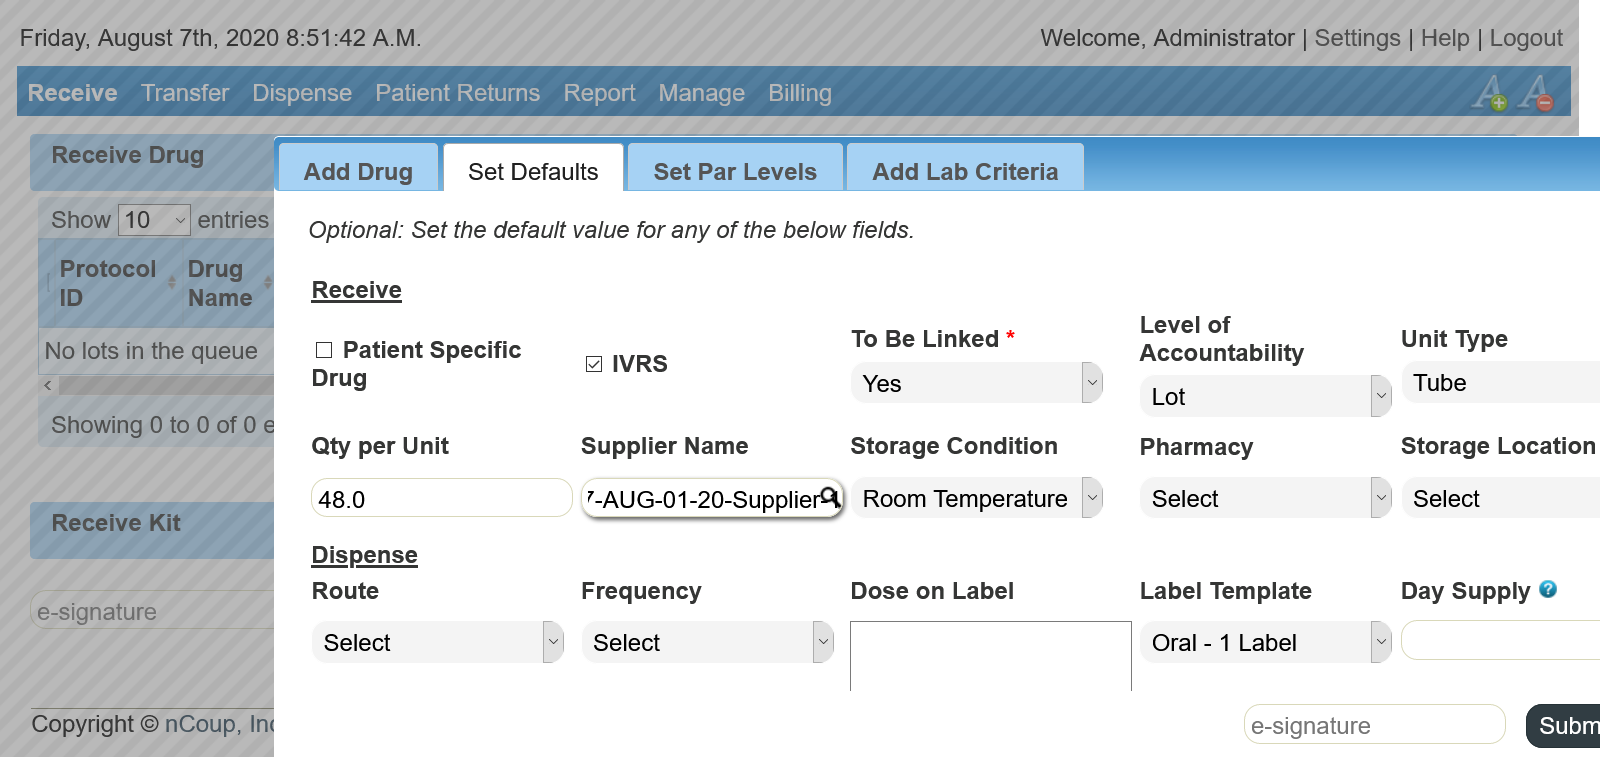 Friday, August 7th, 2020 8:51:42 A.M.
Welcome, Administrator | Settings | Help | Logout
Receive Transfer Dispense Patient Returns Report Manage Billing
Receive Drug
Add Drug Set Defaults Set Par Levels Add Lab Criteria
Show 10 entries
Optional: Set the default value for any of the below fields.
Protocol ID
Drug Name
Receive
No lots in the queue
Patient Specific Drug
IVRS
To Be Linked *
Yes
Level of Accountability
Lot
Unit Type
Tube
Showing 0 to 0 of 0 e
Qty per Unit
48.0
Supplier Name
7-AUG-01-20-Supplier-1
Storage Condition
Room Temperature
Pharmacy
Select
Storage Location
Select
Receive Kit
Dispense
Route
Select
Frequency
Select
Dose on Label
Label Template
Oral - 1 Label
Day Supply ?
e-signature
e-signature
Subm
Copyright © nCoup, Inc